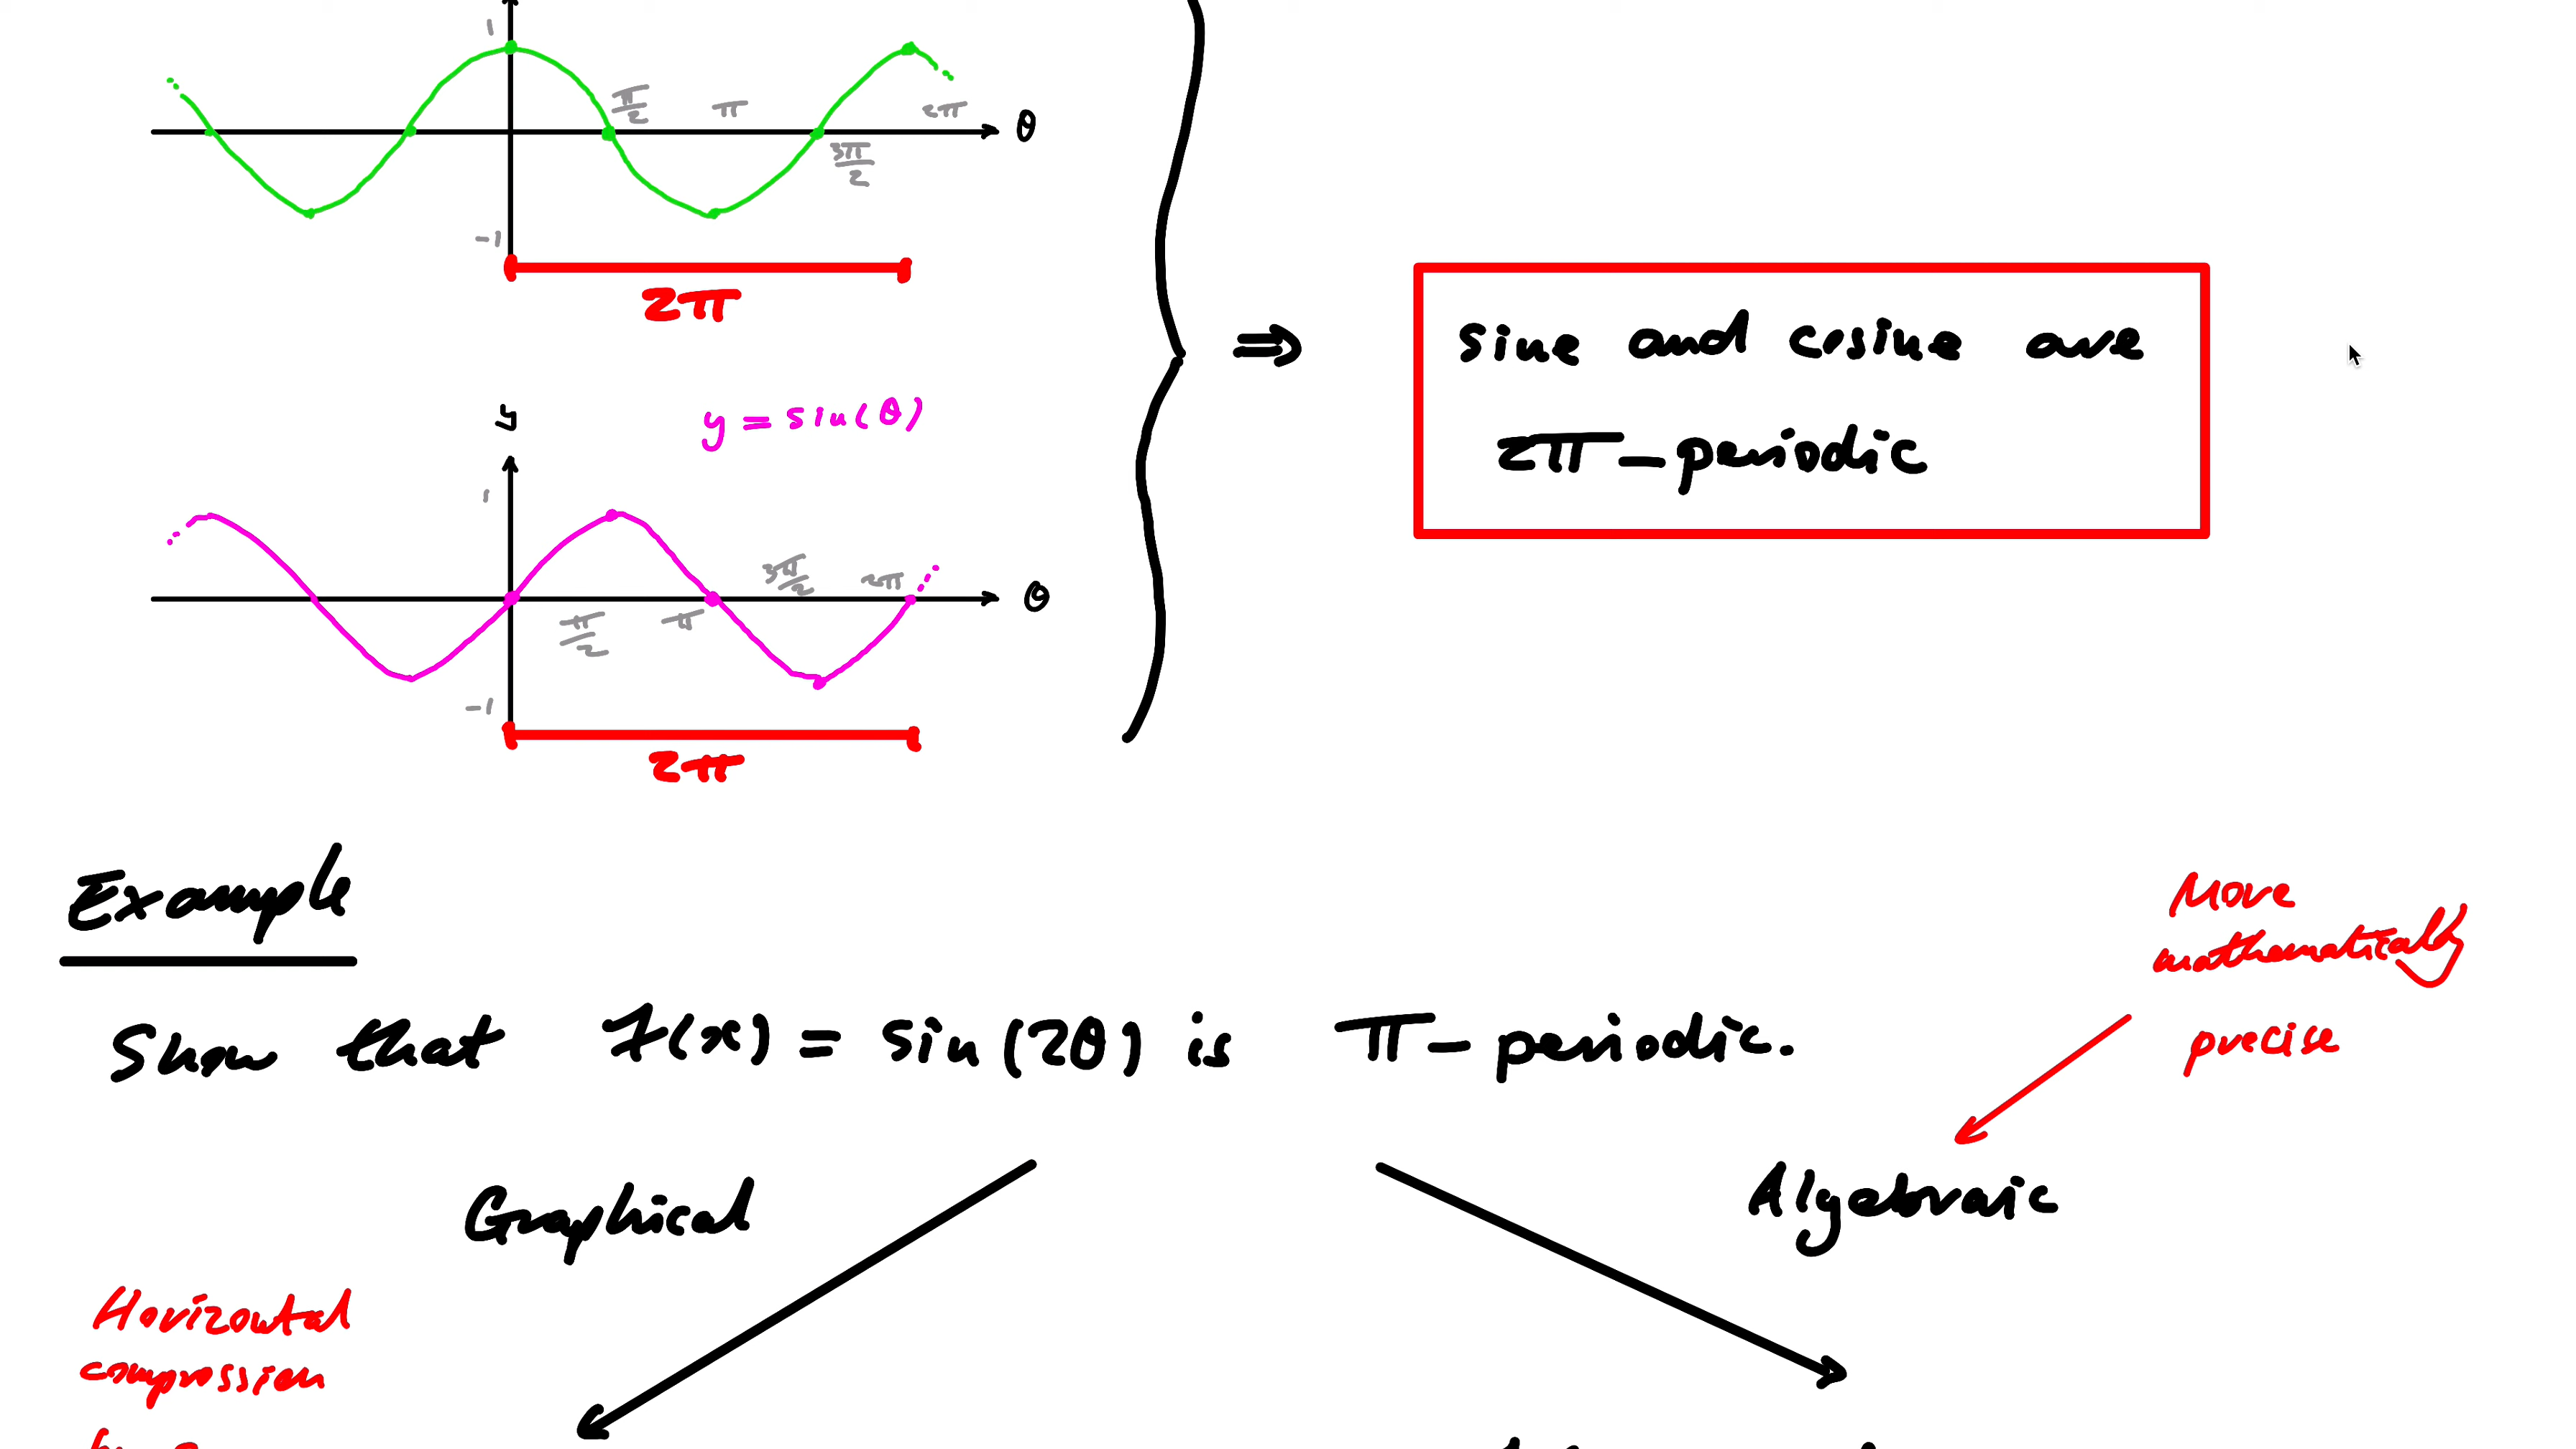 1
π/2
π
2π
θ
3π/2
-1
2π
sine and cosine are
2π-periodic
⇒
y
y = sin(θ)
1
3π/2
2π
θ
π/2
π
-1
2π
Example
More
mathematically
precise
Show that f(x) = sin(2θ) is π-periodic.
Graphical
Algebraic
Horizontal
compression